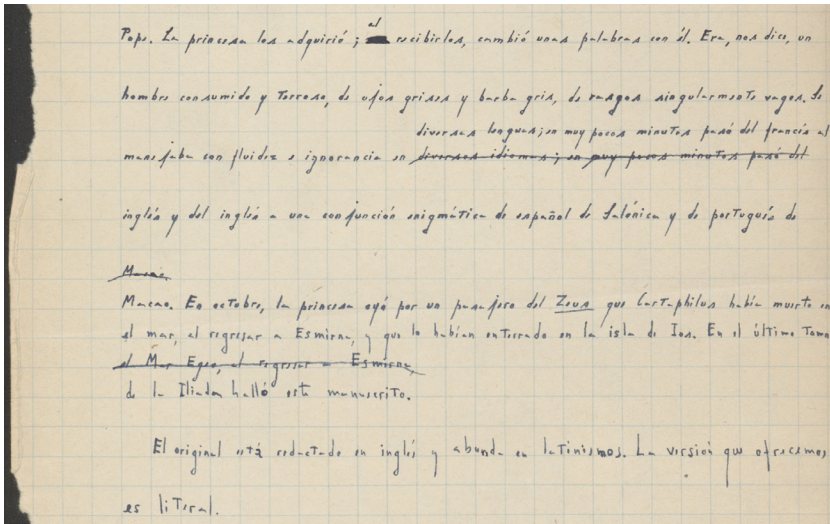 Pope. La princesa los adquirió; al recibirlos, cambió unas palabras con él. Era, nos dice, un
hombre consumido y terroso, de ojos grises y barba gris, de rasgos singularmente vagos. Se
diversas lenguas; en muy pocos minutos pasó del francés al
manejaba con fluidez e ignorancia en diversos idiomas; en muy pocos minutos pasó del
inglés y del inglés a una conjunción enigmática de español de Salónica y de portugués de
Macao.
Macao. En octubre, la princesa oyó por un pasajero del Zeus que Cartaphilus había muerto en
el mar, al regresar a Esmirna, y que lo habían enterrado en la isla de Ios. En el último tomo
el Mar Egeo, al regresar a Esmirna,
de la Ilíada halló este manuscrito.
El original está redactado en inglés y abunda en latinismos. La versión que ofrecemos
es literal.